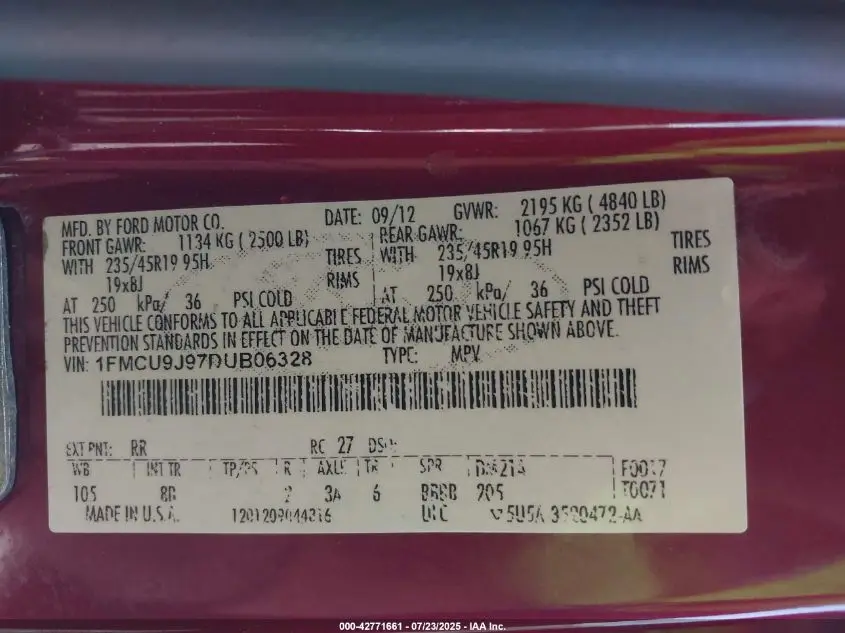 MFD. BY FORD MOTOR CO. DATE: 09/12 GVWR: 2195 KG ( 4840 LB)
FRONT GAWR: 1134 KG ( 2500 LB) REAR GAWR: 1067 KG ( 2352 LB)
WITH 235/45R19 95H TIRES WITH 235/45R19 95H TIRES
19x8J RIMS 19x8J RIMS
AT 250 kPa/ 36 PSI COLD AT 250 kPa/ 36 PSI COLD
THIS VEHICLE CONFORMS TO ALL APPLICABLE FEDERAL MOTOR VEHICLE SAFETY AND THEFT
PREVENTION STANDARDS IN EFFECT ON THE DATE OF MANUFACTURE SHOWN ABOVE.
VIN: 1FMCU9J97DUB06328 TYPE: MPV
EXT PNT: RR RC 27 DSO:
WB INT TR TP/PS R AXLE TR SPR F0017
105 2 3A 6 BBBB T0071
MADE IN U.S.A.
000-42771661 - 07/23/2025 - IAA Inc.